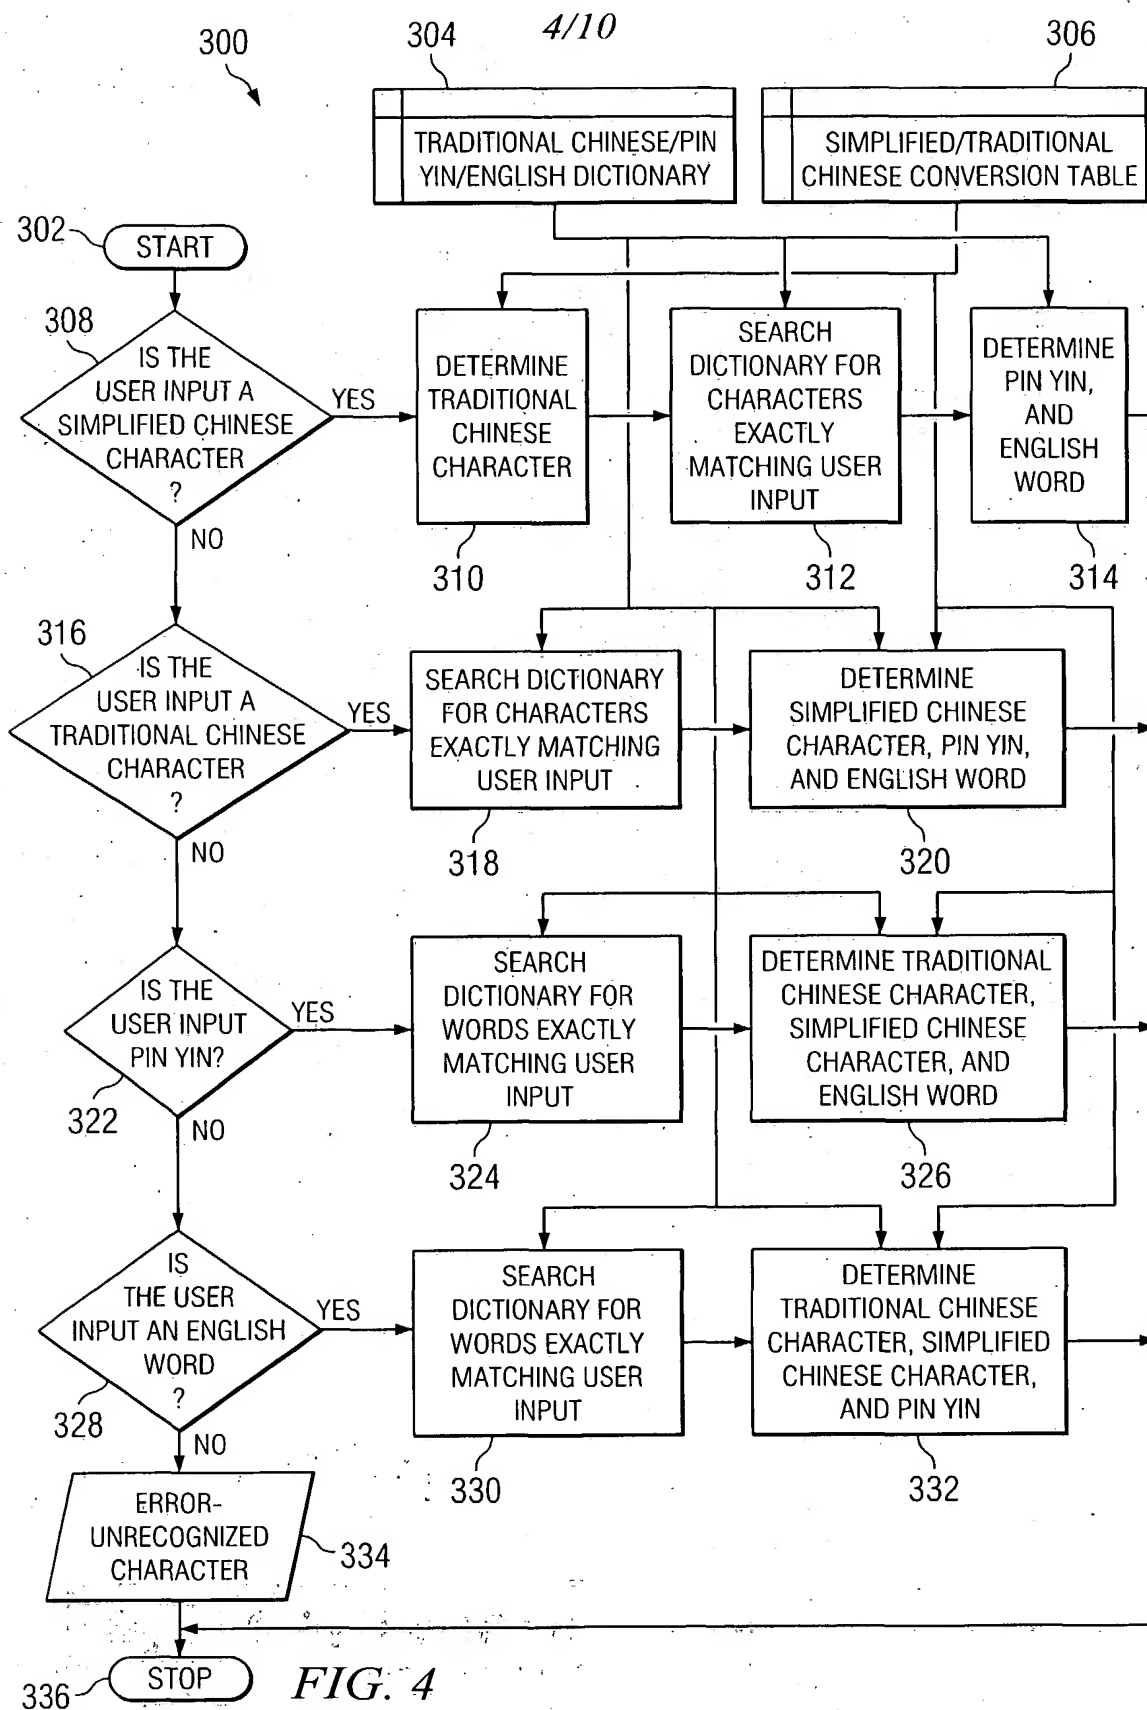 4/10
300
304
306
TRADITIONAL CHINESE/PIN
YIN/ENGLISH DICTIONARY
SIMPLIFIED/TRADITIONAL
CHINESE CONVERSION TABLE
302
START
308
IS THE
USER INPUT A
SIMPLIFIED CHINESE
CHARACTER
?
YES
NO
DETERMINE
TRADITIONAL
CHINESE
CHARACTER
310
SEARCH
DICTIONARY FOR
CHARACTERS
EXACTLY
MATCHING USER
INPUT
312
DETERMINE
PIN YIN,
AND
ENGLISH
WORD
314
316
IS THE
USER INPUT A
TRADITIONAL CHINESE
CHARACTER
?
YES
NO
SEARCH DICTIONARY
FOR CHARACTERS
EXACTLY MATCHING
USER INPUT
318
DETERMINE
SIMPLIFIED CHINESE
CHARACTER, PIN YIN,
AND ENGLISH WORD
320
IS THE
USER INPUT
PIN YIN?
322
YES
NO
SEARCH
DICTIONARY FOR
WORDS EXACTLY
MATCHING USER
INPUT
324
DETERMINE TRADITIONAL
CHINESE CHARACTER,
SIMPLIFIED CHINESE
CHARACTER, AND
ENGLISH WORD
326
IS
THE USER
INPUT AN ENGLISH
WORD
?
328
YES
NO
SEARCH
DICTIONARY FOR
WORDS EXACTLY
MATCHING USER
INPUT
330
DETERMINE
TRADITIONAL CHINESE
CHARACTER, SIMPLIFIED
CHINESE CHARACTER,
AND PIN YIN
332
ERROR-
UNRECOGNIZED
CHARACTER
334
STOP
336
FIG. 4